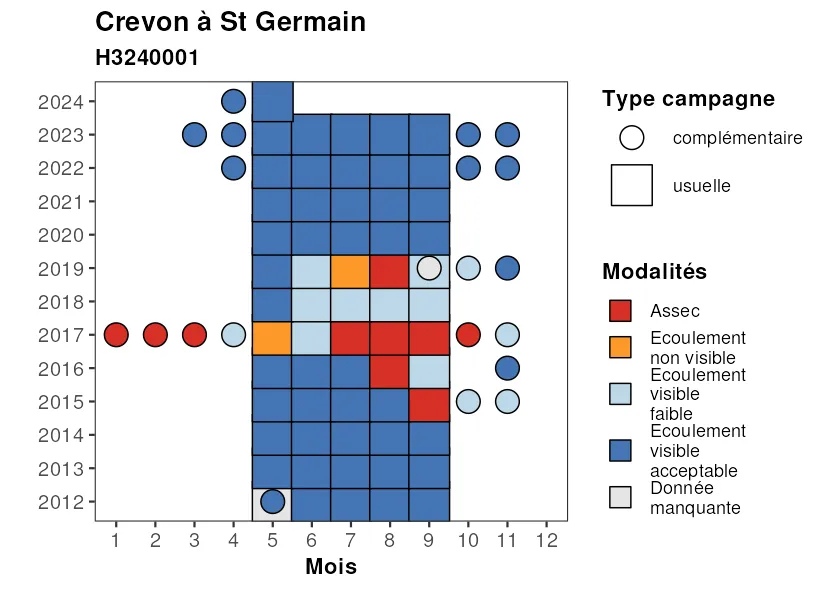 Crevon à St Germain
H3240001
2024
2023
2022
2021
2020
2019
2018
2017
2016
2015
2014
2013
2012
1 2 3 4 5 6 7 8 9 10 11 12
Mois
Type campagne
complémentaire
usuelle
Modalités
Assec
Ecoulement
non visible
Ecoulement
visible
faible
Ecoulement
visible
acceptable
Donnée
manquante